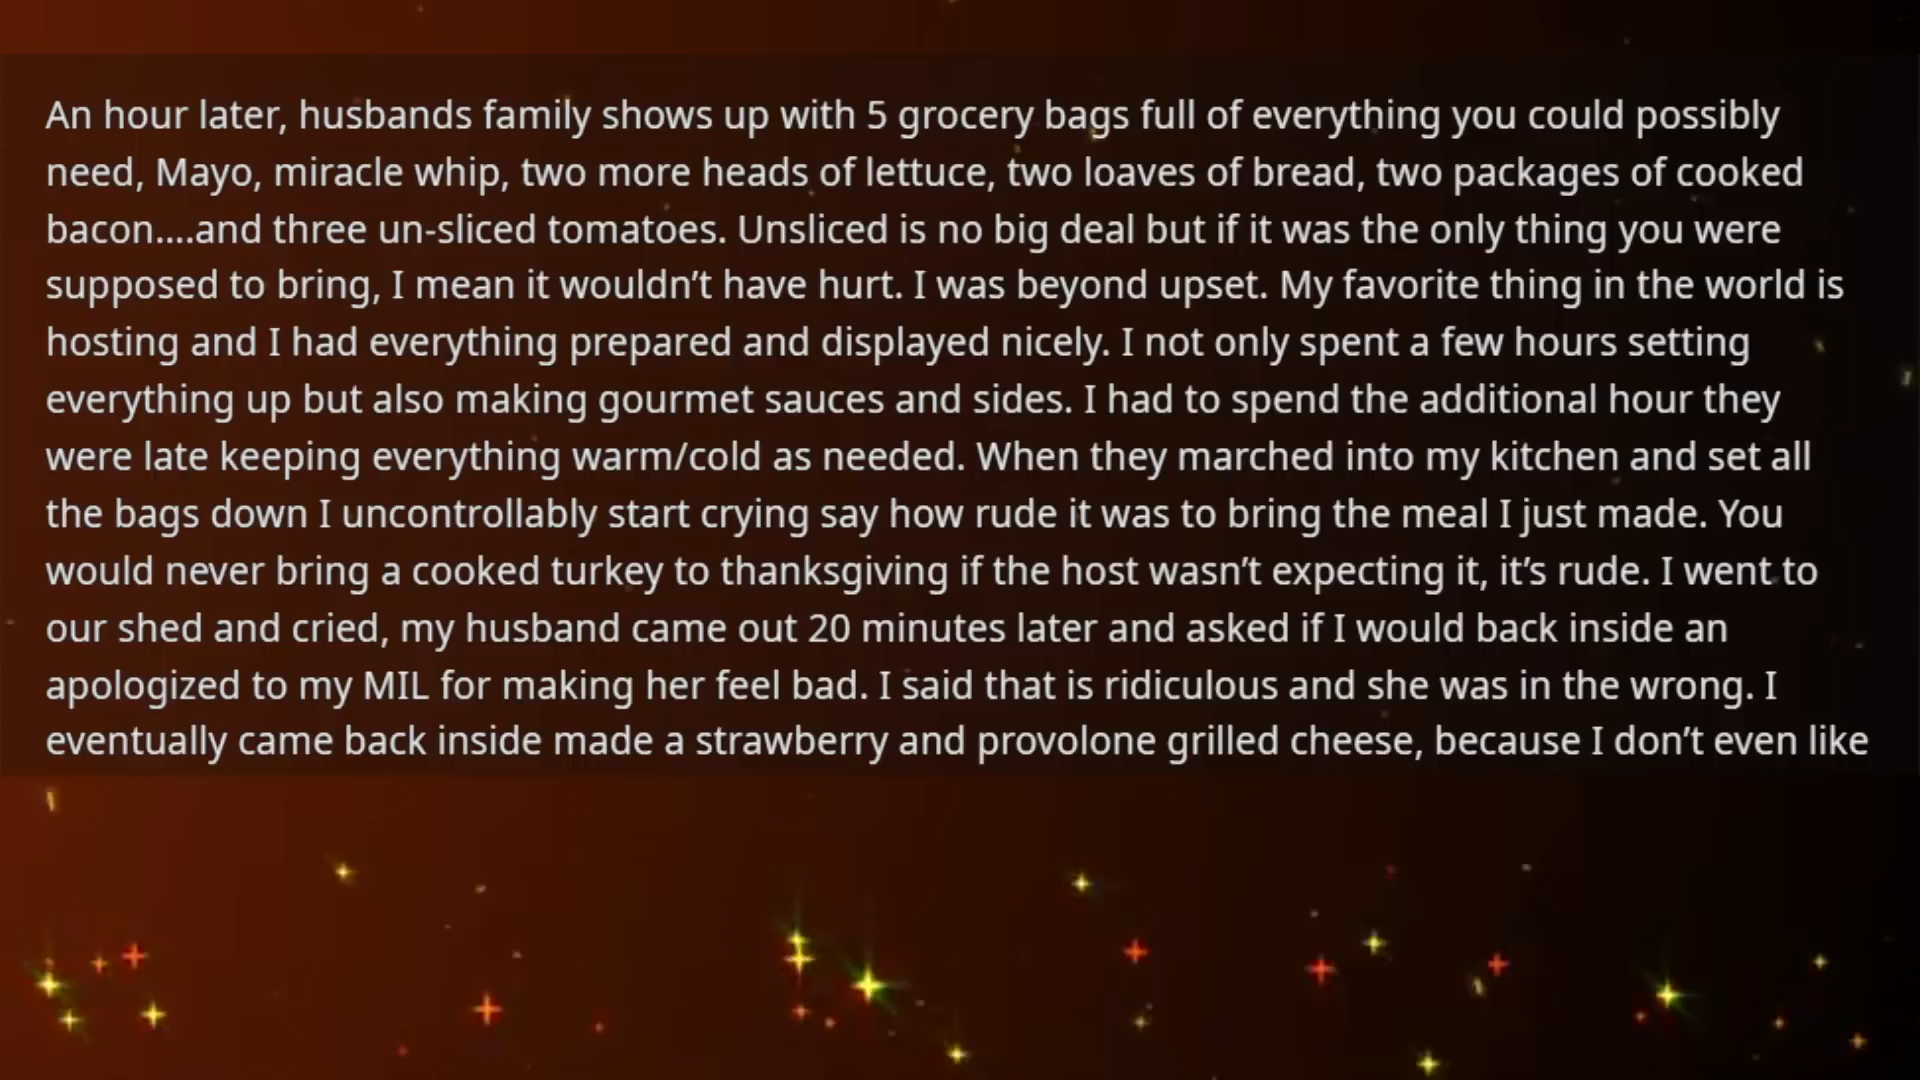 An hour later, husbands family shows up with 5 grocery bags full of everything you could possibly
need, Mayo, miracle whip, two more heads of lettuce, two loaves of bread, two packages of cooked
bacon....and three un-sliced tomatoes. Unsliced is no big deal but if it was the only thing you were
supposed to bring, I mean it wouldn’t have hurt. I was beyond upset. My favorite thing in the world is
hosting and I had everything prepared and displayed nicely. I not only spent a few hours setting
everything up but also making gourmet sauces and sides. I had to spend the additional hour they
were late keeping everything warm/cold as needed. When they marched into my kitchen and set all
the bags down I uncontrollably start crying say how rude it was to bring the meal I just made. You
would never bring a cooked turkey to thanksgiving if the host wasn’t expecting it, it’s rude. I went to
our shed and cried, my husband came out 20 minutes later and asked if I would back inside an
apologized to my MIL for making her feel bad. I said that is ridiculous and she was in the wrong. I
eventually came back inside made a strawberry and provolone grilled cheese, because I don’t even like